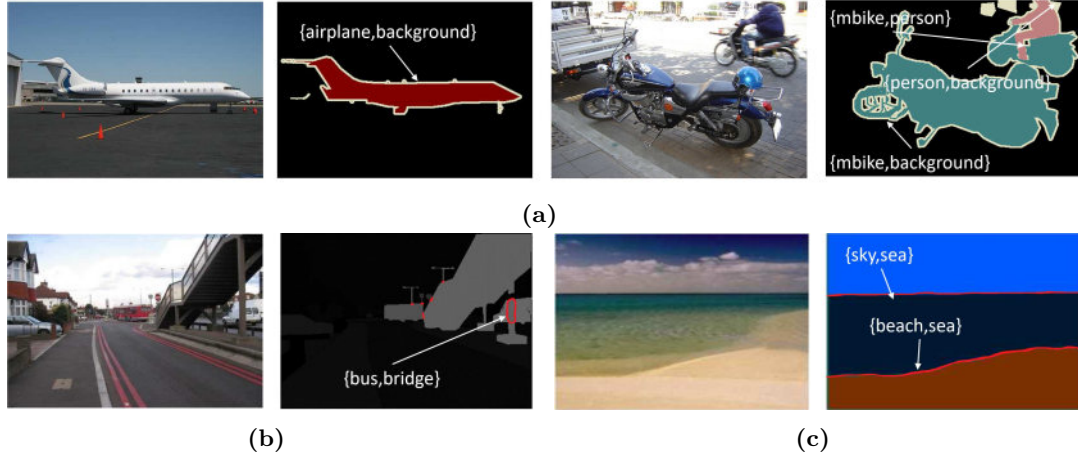 {airplane,background}
{mbike,person}
{person,background}
{mbike,background}
(a)
{bus,bridge}
{sky,sea}
{beach,sea}
(b)
(c)